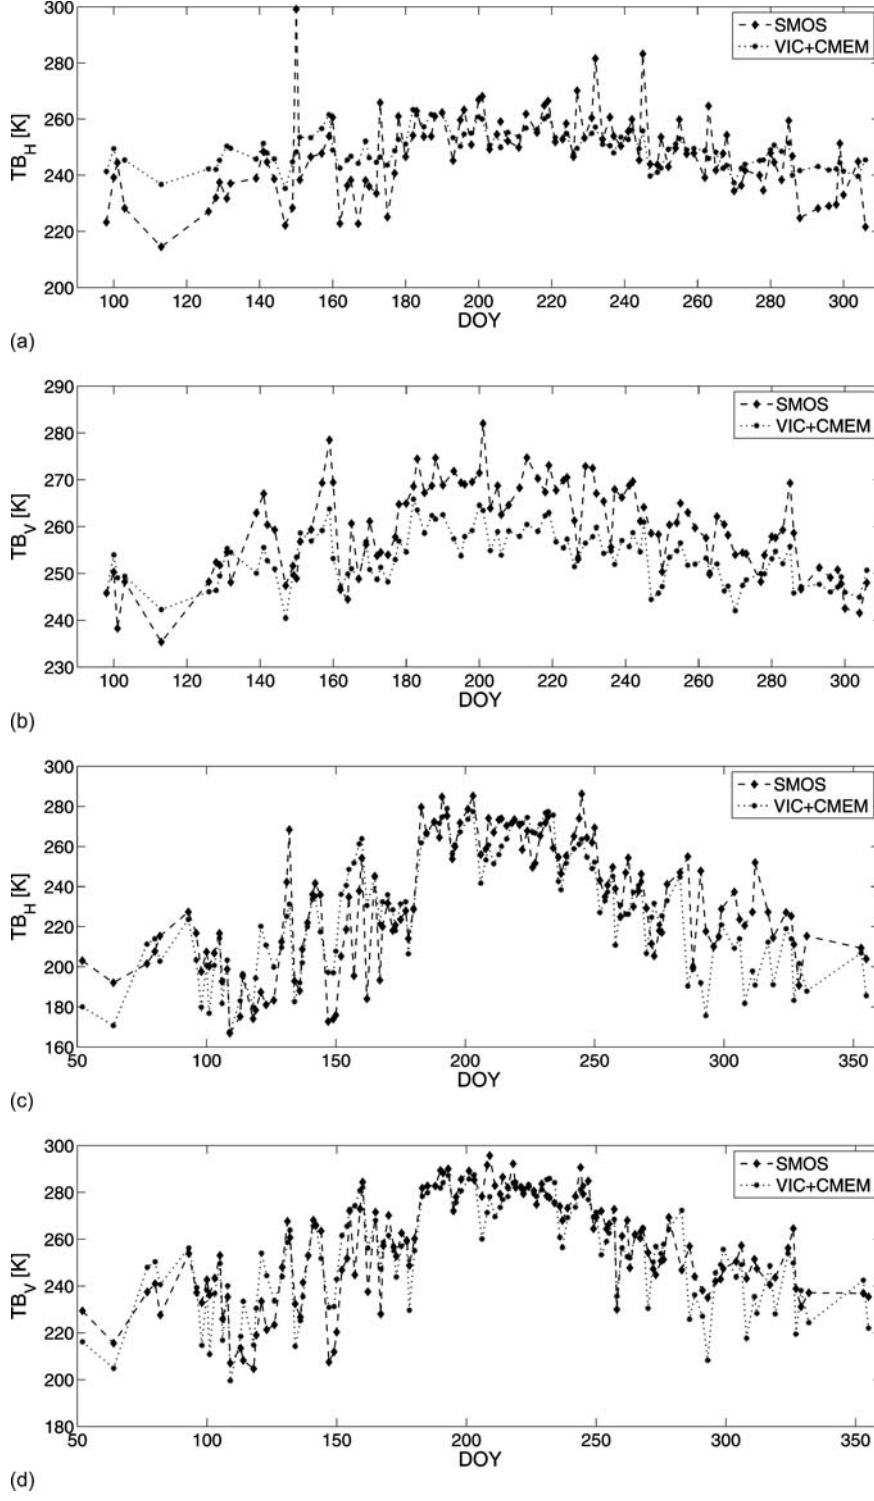 300
280
260
240
220
200
TB_H [K]
SMOS
VIC+CMEM
100 120 140 160 180 200 220 240 260 280 300
DOY
(a)
290
280
270
260
250
240
230
TB_V [K]
SMOS
VIC+CMEM
100 120 140 160 180 200 220 240 260 280 300
DOY
(b)
300
280
260
240
220
200
180
160
TB_H [K]
SMOS
VIC+CMEM
50 100 150 200 250 300 350
DOY
(c)
300
280
260
240
220
200
180
TB_V [K]
SMOS
VIC+CMEM
50 100 150 200 250 300 350
DOY
(d)